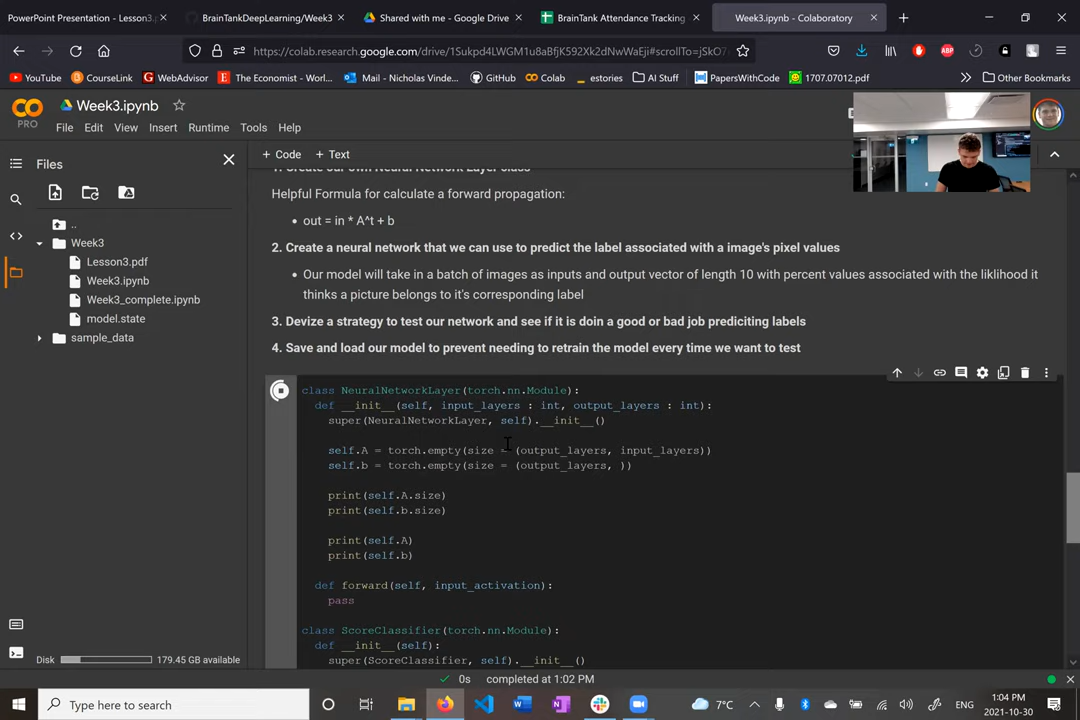 PowerPoint Presentation - Lesson3.p
BrainTankDeepLearning/Week3
Shared with me - Google Drive
BrainTank Attendance Tracking
Week3.ipynb - Colaboratory
https://colab.research.google.com/drive/1Sukpd4LWGM1u8aBfjK592Xk2dNwWaEji#scrollTo=jSkO7
YouTube
CourseLink
WebAdvisor
The Economist - Worl...
Mail - Nicholas Vinde...
GitHub
Colab
estories
AI Stuff
PapersWithCode
1707.07012.pdf
Other Bookmarks
CO
PRO
Week3.ipynb
File Edit View Insert Runtime Tools Help
Files
+ Code + Text
..
Week3
Lesson3.pdf
Week3.ipynb
Week3_complete.ipynb
model.state
sample_data
1. Create our own Neural Network Layer class
Helpful Formula for calculate a forward propagation:
• out = in * A^t + b
2. Create a neural network that we can use to predict the label associated with a image's pixel values
• Our model will take in a batch of images as inputs and output vector of length 10 with percent values associated with the liklihood it
thinks a picture belongs to it's corresponding label
3. Devize a strategy to test our network and see if it is doin a good or bad job prediciting labels
4. Save and load our model to prevent needing to retrain the model every time we want to test
class NeuralNetworkLayer(torch.nn.Module):
def __init__(self, input_layers : int, output_layers : int):
super(NeuralNetworkLayer, self).__init__()
self.A = torch.empty(size = (output_layers, input_layers))
self.b = torch.empty(size = (output_layers, ))
print(self.A.size)
print(self.b.size)
print(self.A)
print(self.b)
def forward(self, input_activation):
pass
class ScoreClassifier(torch.nn.Module):
def __init__(self):
super(ScoreClassifier, self).__init__()
Disk
179.45 GB available
0s completed at 1:02 PM
Type here to search
7°C
ENG
1:04 PM
2021-10-30